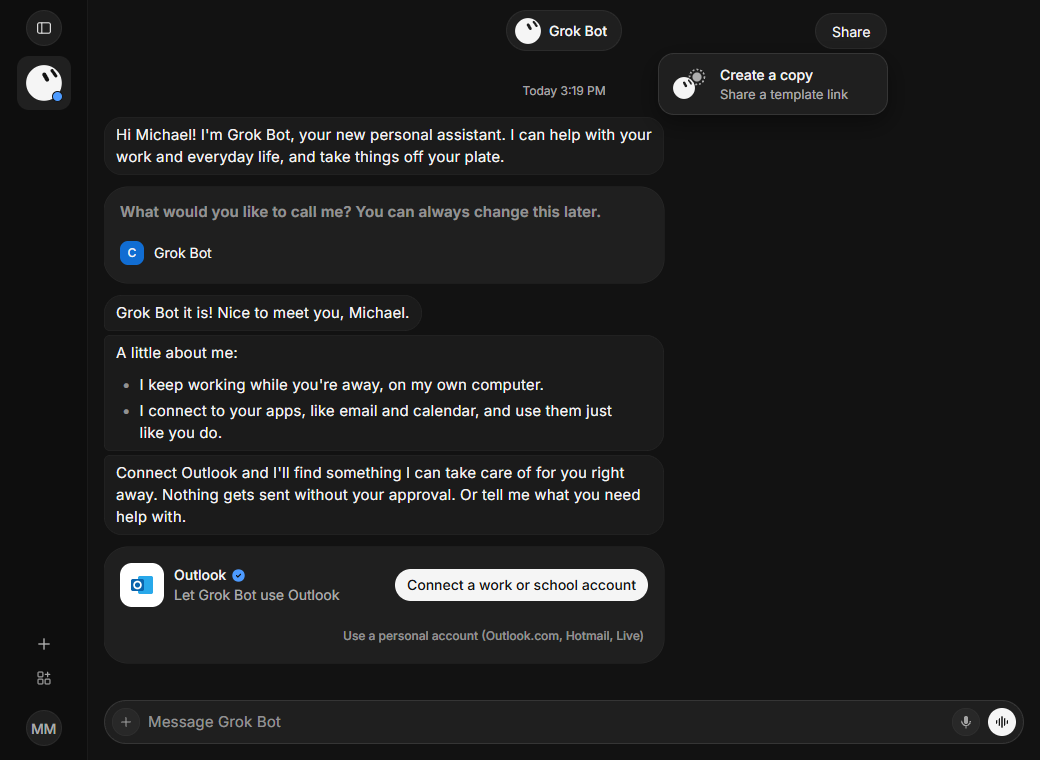 Grok Bot
Share
Create a copy
Share a template link
Today 3:19 PM
Hi Michael! I'm Grok Bot, your new personal assistant. I can help with your
work and everyday life, and take things off your plate.
What would you like to call me? You can always change this later.
C
Grok Bot
Grok Bot it is! Nice to meet you, Michael.
A little about me:
• I keep working while you're away, on my own computer.
• I connect to your apps, like email and calendar, and use them just
like you do.
Connect Outlook and I'll find something I can take care of for you right
away. Nothing gets sent without your approval. Or tell me what you need
help with.
Outlook
Let Grok Bot use Outlook
Connect a work or school account
Use a personal account (Outlook.com, Hotmail, Live)
Message Grok Bot
MM